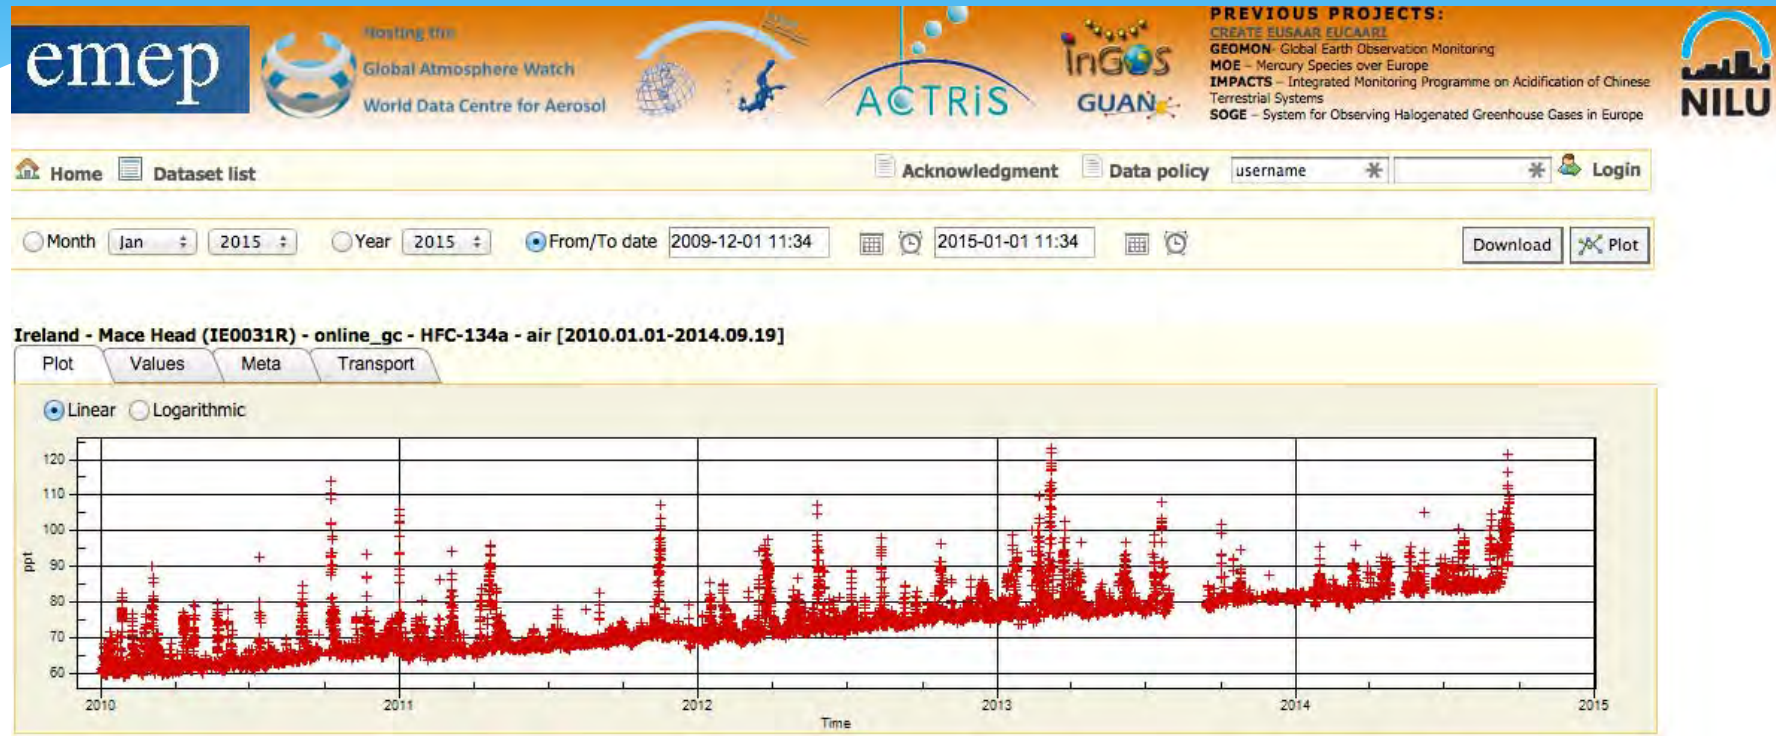 emep
Hosting the
Global Atmosphere Watch
World Data Centre for Aerosol
ACTRiS
InGOS
GUAN
PREVIOUS PROJECTS:
CREATE EUSAAR EUCAARI
GEOMON- Global Earth Observation Monitoring
MOE - Mercury Species over Europe
IMPACTS - Integrated Monitoring Programme on Acidification of Chinese
Terrestrial Systems
SOGE - System for Observing Halogenated Greenhouse Gases in Europe
NILU
Home Dataset list Acknowledgment Data policy username Login
Month Jan 2015 Year 2015 From/To date 2009-12-01 11:34 2015-01-01 11:34 Download Plot
Ireland - Mace Head (IE0031R) - online_gc - HFC-134a - air [2010.01.01-2014.09.19]
Plot Values Meta Transport
Linear Logarithmic
120
110
100
90
80
70
60
ppt
2010 2011 2012 2013 2014 2015
Time